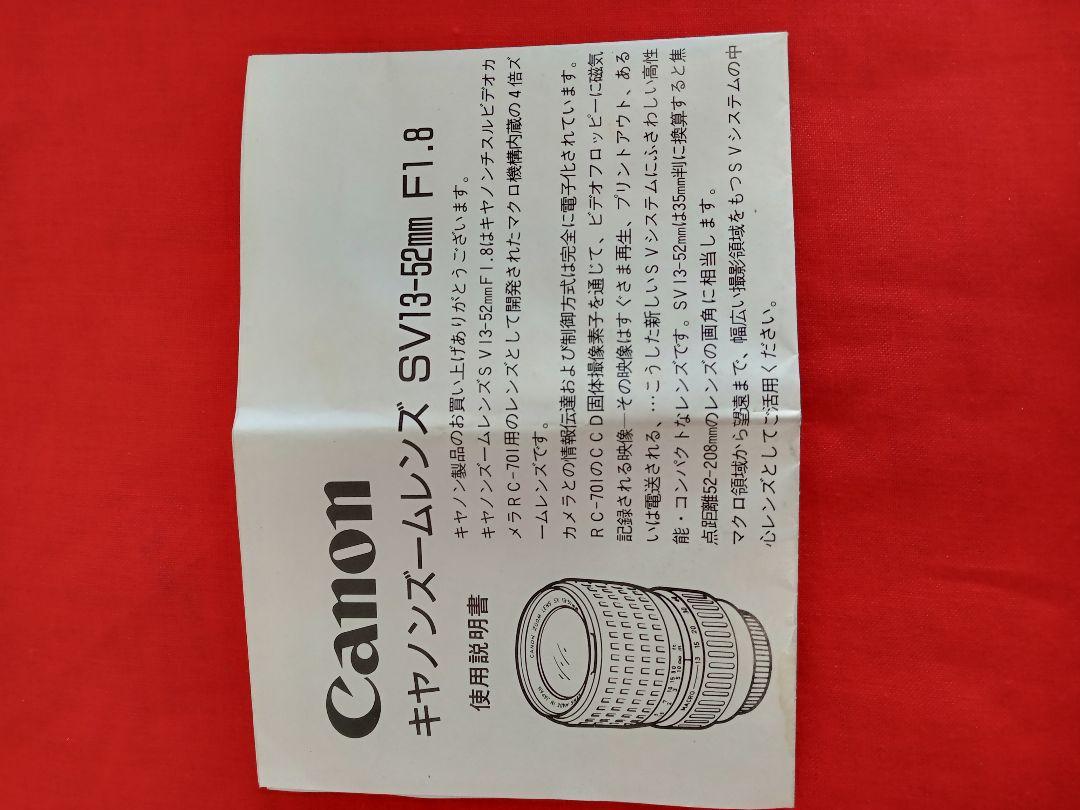 Canon
キヤノンズームレンズ SV13-52mm F1.8
使用説明書
キヤノン製品のお買い上げありがとうございます。
キヤノンズームレンズSV13-52mmF1.8はキヤノンスチルビデオカ
メラRC-701用のレンズとして開発されたマクロ機構内蔵の4倍ズ
ームレンズです。
カメラとの情報伝達および制御方式は完全に電子化されています。
RC-701のCCD固体撮像素子を通じて、ビデオフロッピーに磁気
記録される映像―その映像はすぐさま再生、プリントアウト、ある
いは電送される、…こうした新しいSVシステムにふさわしい高性
能・コンパクトなレンズです。SV13-52mmは35mm判に換算すると焦
点距離52-208mmのレンズの画角に相当します。
マクロ領域から望遠まで、幅広い撮影領域をもつSVシステムの中
心レンズとしてご活用ください。
CANON ZOOM LENS
MADE IN JAPAN
MACRO
13 15 20